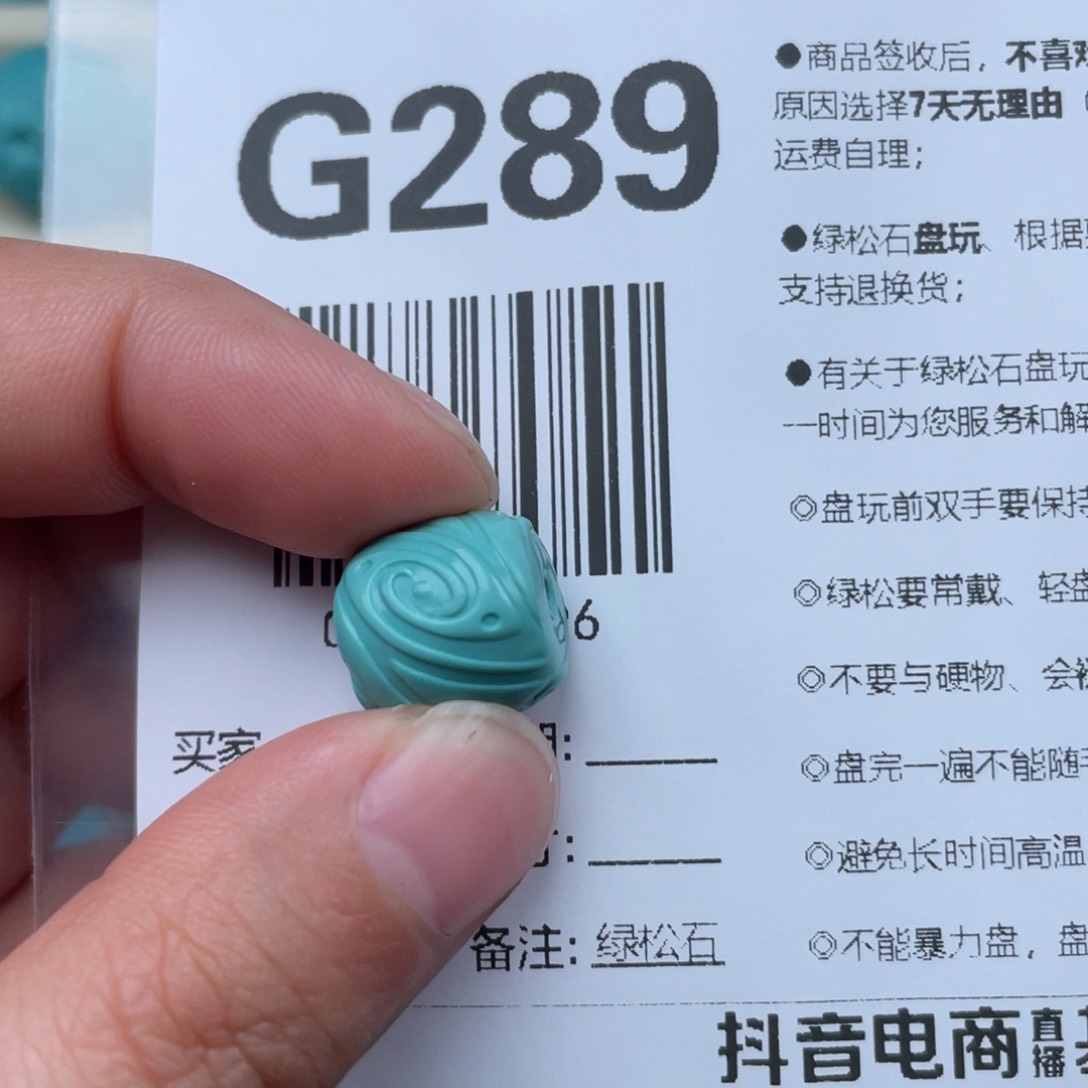 G289
6
买家
期:
:
备注: 绿松石
●商品签收后，不喜欢
原因选择7天无理由
运费自理；
●绿松石盘玩、根据
支持退换货；
●有关于绿松石盘玩
一时间为您服务和解
◎盘玩前双手要保持
◎绿松要常戴、轻盘
◎不要与硬物、会
◎盘完一遍不能随手
◎避免长时间高温
◎不能暴力盘，盘
抖音电商直播